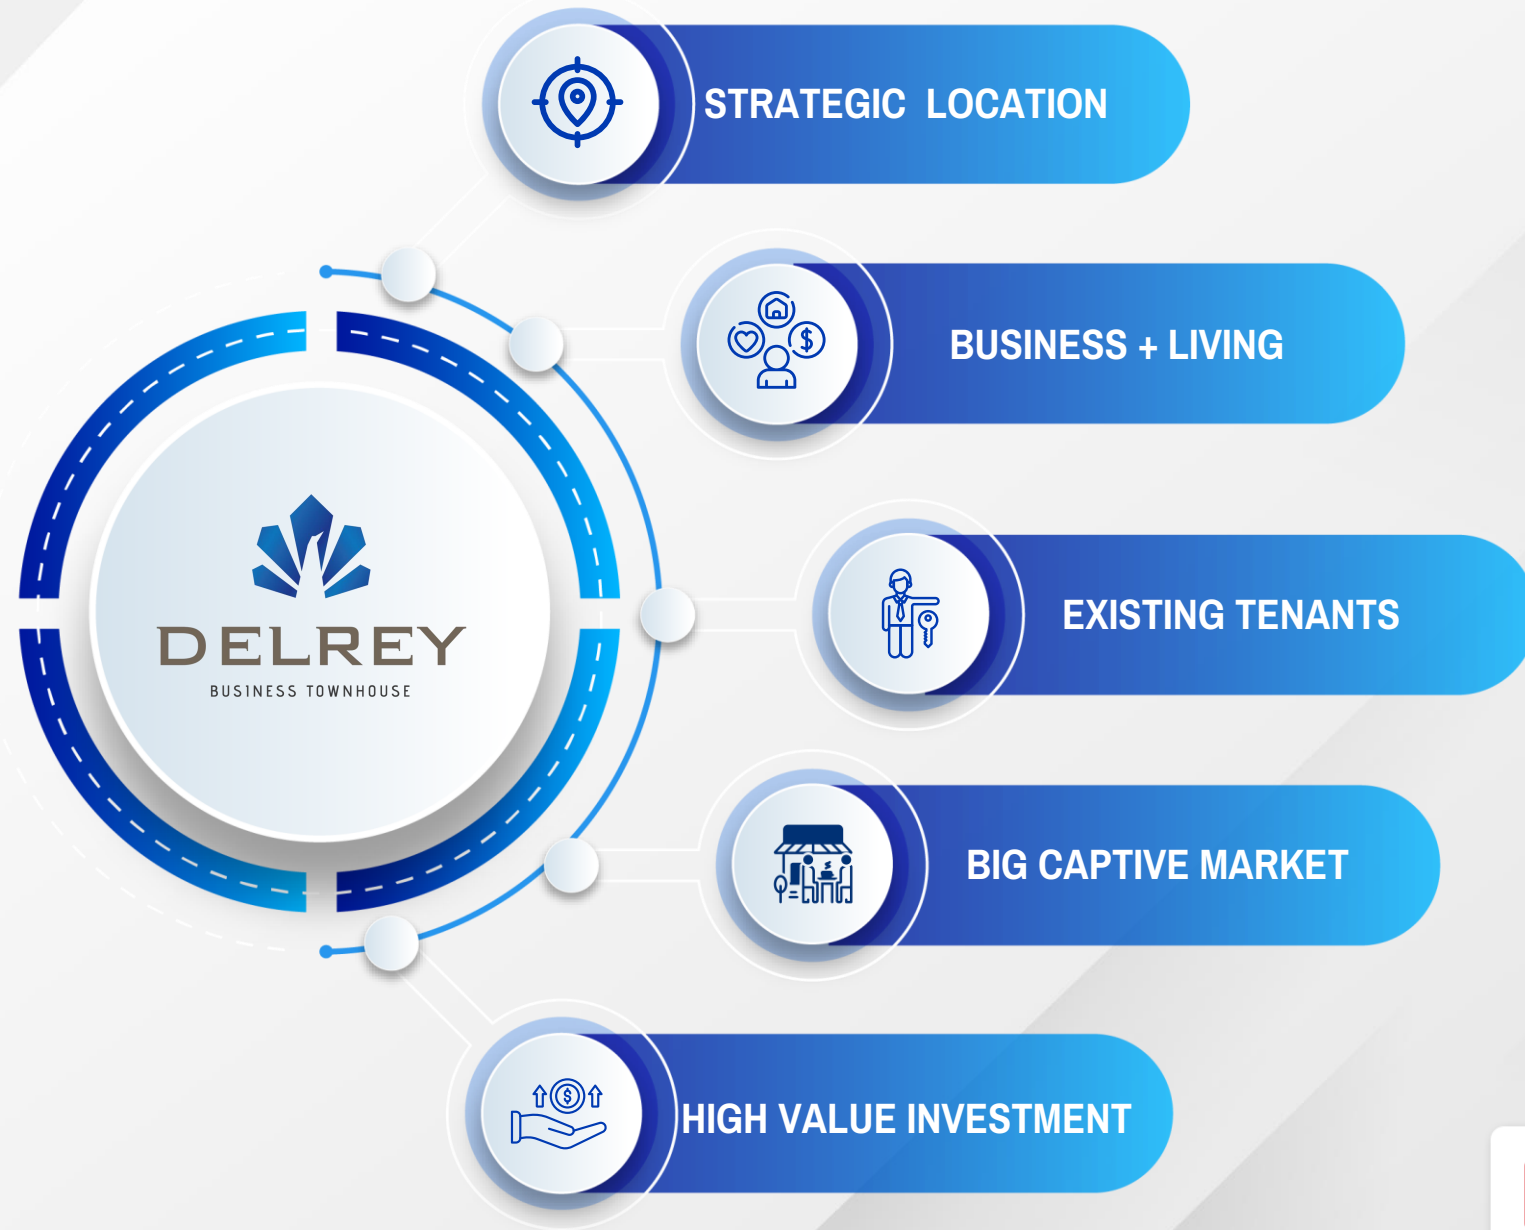 STRATEGIC LOCATION
BUSINESS + LIVING
DELREY
BUSINESS TOWNHOUSE
EXISTING TENANTS
BIG CAPTIVE MARKET
HIGH VALUE INVESTMENT